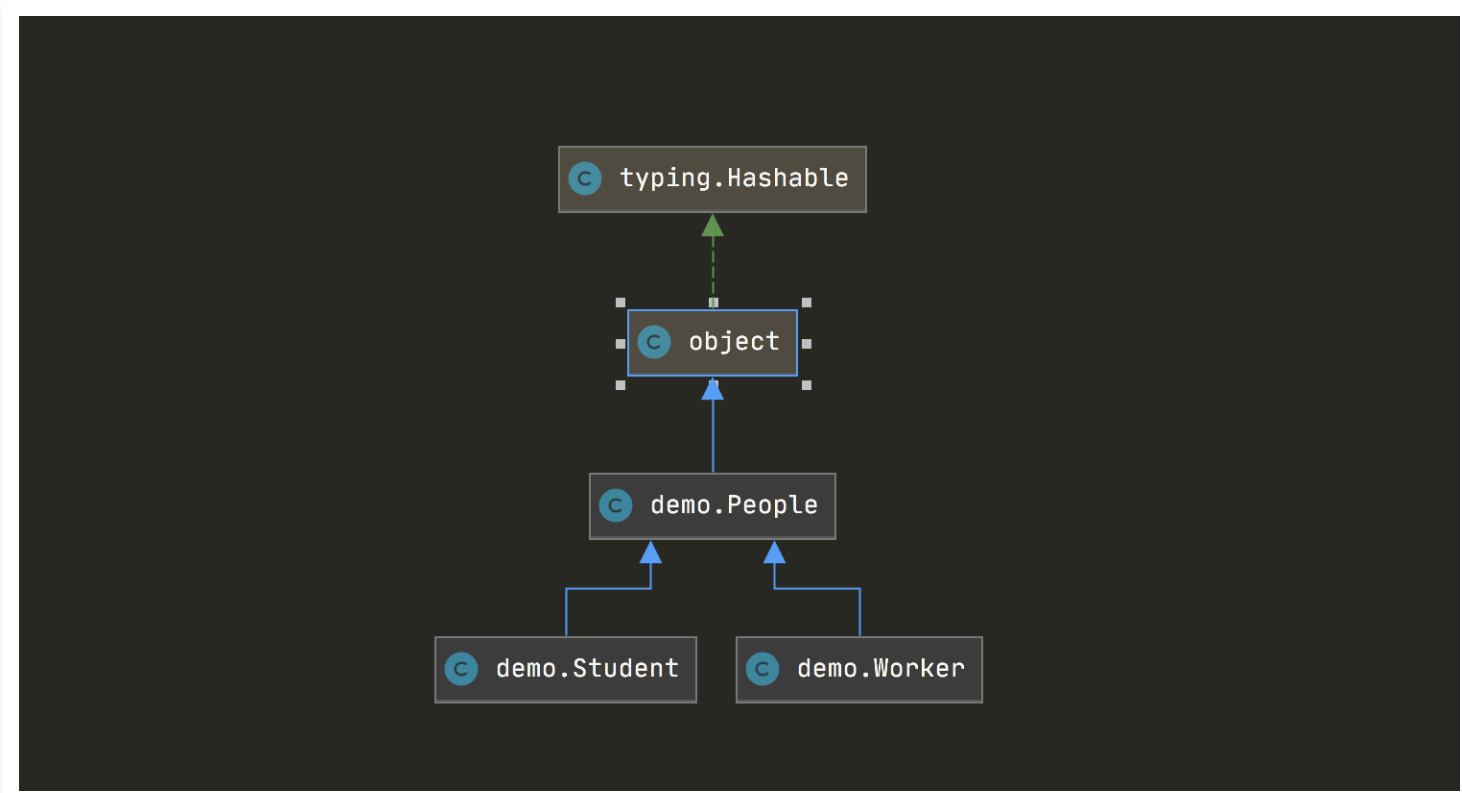 C typing.Hashable
C object
C demo.People
C demo.Student
C demo.Worker